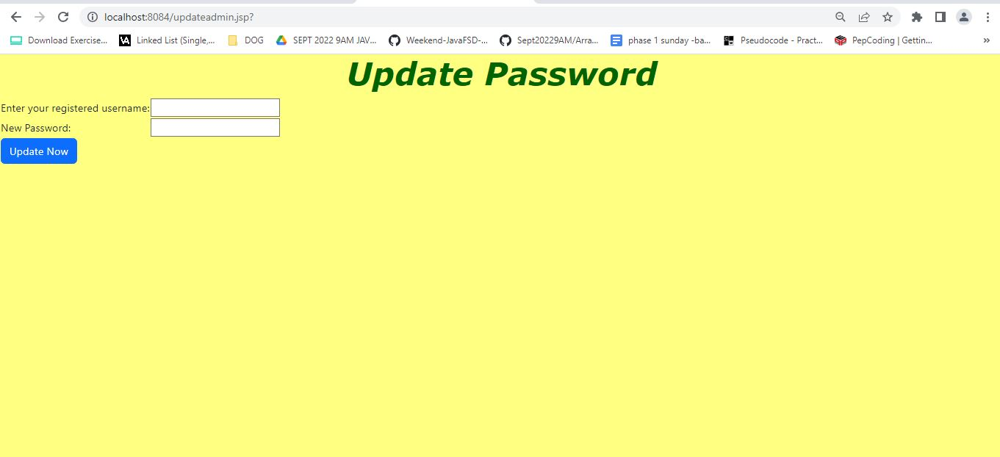 localhost:8084/updateadmin.jsp?
Download Exercise... Linked List (Single,... DOG SEPT 2022 9AM JAV... Weekend-JavaFSD-... Sept20229AM/Arra... phase 1 sunday -ba... Pseudocode - Pract... PepCoding | Gettin... »
Update Password
Enter your registered username:
New Password:
Update Now